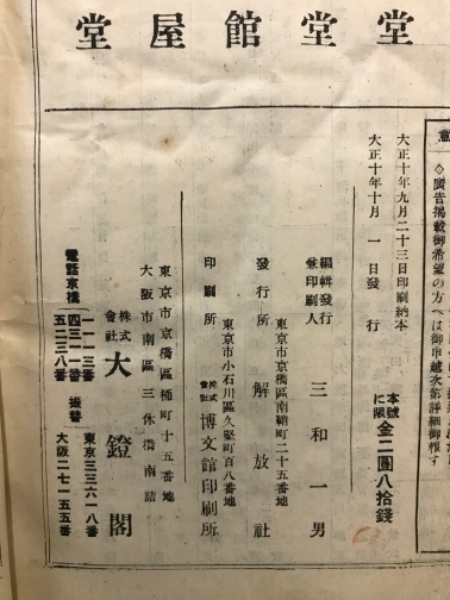 堂堂館屋堂
意
◇廣吿揭載御希望の方へは御申越次第詳細御報す
大正十年九月二十三日印刷納本
大正十年十月一日發行
本號に限 金二圓八拾錢
編輯發行兼印刷人 三和一男
東京市京橋區南鞘町二十五番地
發行所 解放社
東京市小石川區久堅町百八番地
印刷所 株式會社 博文館印刷所
東京市京橋區桶町十五番地
大阪市南區三休橋南詰
株式會社 大鐙閣
電話京橋 一一一三番 四三一一番 五二三八番
振替 東京三三六一八番 大阪二七一五五番